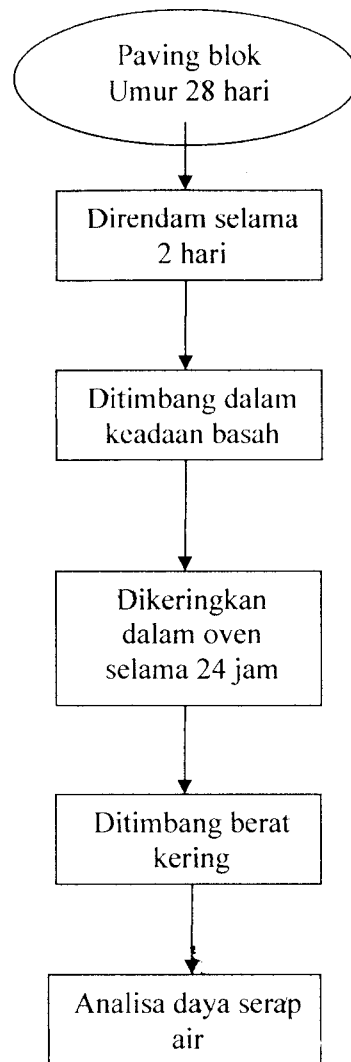 Paving blok
Umur 28 hari
Direndam selama
2 hari
Ditimbang dalam
keadaan basah
Dikeringkan
dalam oven
selama 24 jam
Ditimbang berat
kering
Analisa daya serap
air